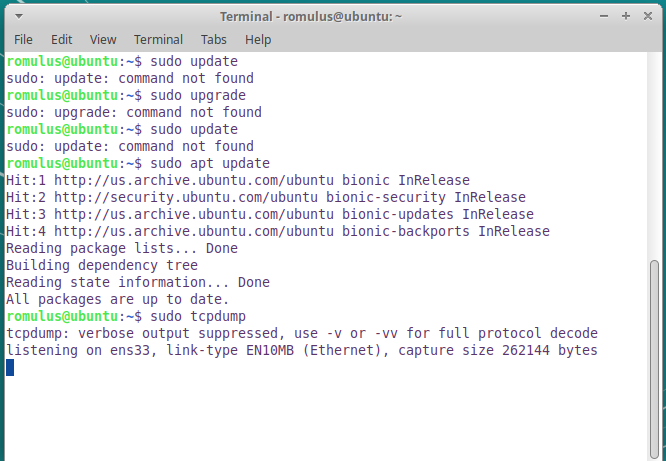 Terminal - romulus@ubuntu: ~
File Edit View Terminal Tabs Help
romulus@ubuntu:~$ sudo update
sudo: update: command not found
romulus@ubuntu:~$ sudo upgrade
sudo: upgrade: command not found
romulus@ubuntu:~$ sudo update
sudo: update: command not found
romulus@ubuntu:~$ sudo apt update
Hit:1 http://us.archive.ubuntu.com/ubuntu bionic InRelease
Hit:2 http://security.ubuntu.com/ubuntu bionic-security InRelease
Hit:3 http://us.archive.ubuntu.com/ubuntu bionic-updates InRelease
Hit:4 http://us.archive.ubuntu.com/ubuntu bionic-backports InRelease
Reading package lists... Done
Building dependency tree
Reading state information... Done
All packages are up to date.
romulus@ubuntu:~$ sudo tcpdump
tcpdump: verbose output suppressed, use -v or -vv for full protocol decode
listening on ens33, link-type EN10MB (Ethernet), capture size 262144 bytes